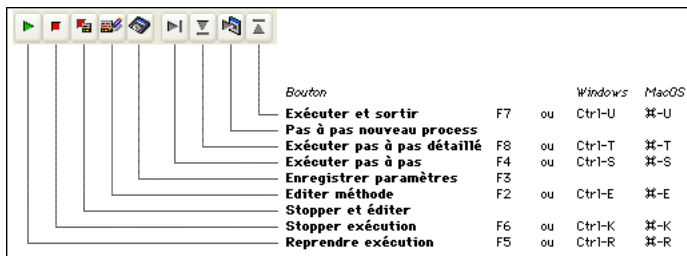 Bouton Windows MacOS
Exécuter et sortir F7 ou Ctrl-U ⌘-U
Pas à pas nouveau process
Exécuter pas à pas détaillé F8 ou Ctrl-T ⌘-T
Exécuter pas à pas F4 ou Ctrl-S ⌘-S
Enregistrer paramètres F3
Editer méthode F2 ou Ctrl-E ⌘-E
Stopper et éditer
Stopper exécution F6 ou Ctrl-K ⌘-K
Reprendre exécution F5 ou Ctrl-R ⌘-R